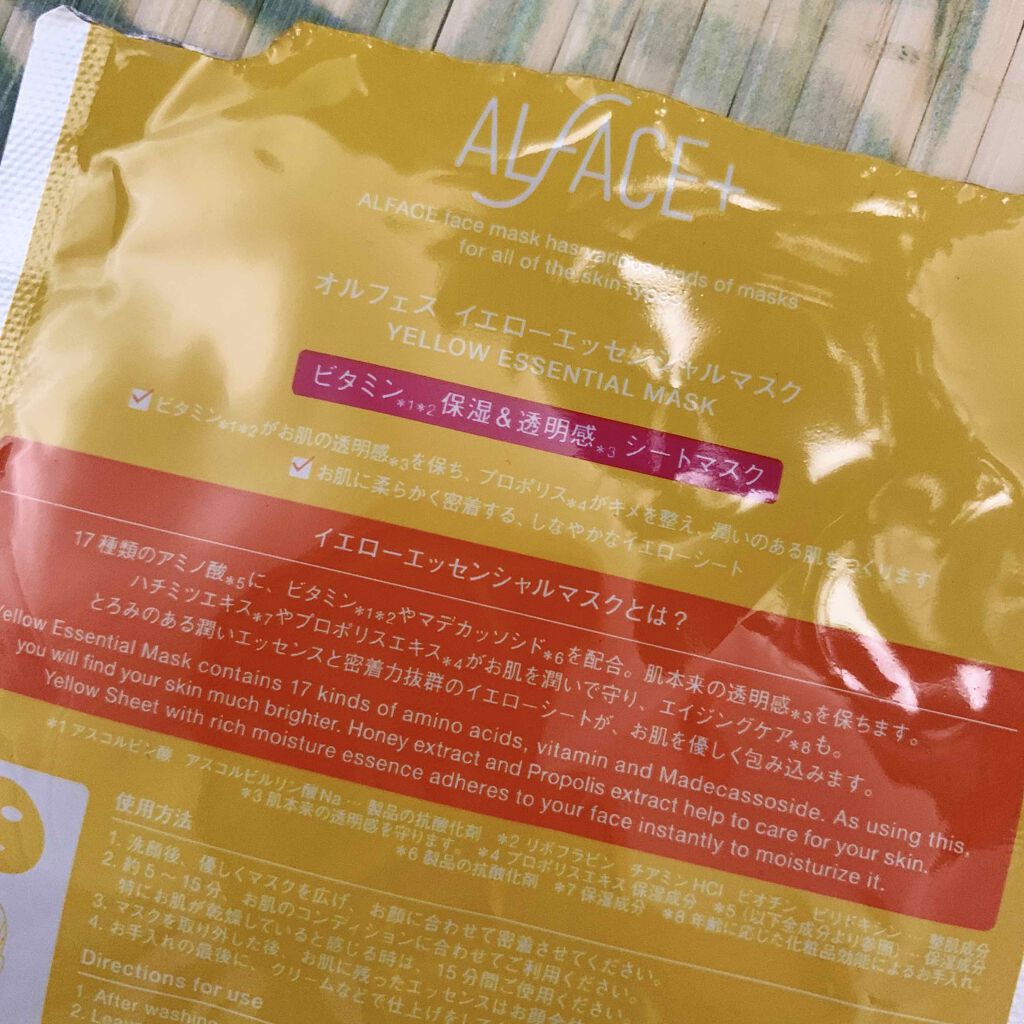 ALFACE+
ALFACE face mask has various kinds of masks
for all of the skin
オルフェス イエローエッセンシャルマスク
YELLOW ESSENTIAL MASK
ビタミン*1*2 保湿&透明感*3 シートマスク
ビタミン*1*2がお肌の透明感*3を保ち、プロポリス*4がキメを整え、潤いのある肌をつくります
お肌に柔らかく密着する、しなやかなイエローシート
イエローエッセンシャルマスクとは?
17種類のアミノ酸*5に、ビタミン*1*2やマデカッソシド*6を配合。肌本来の透明感*3を保ちます。
ハチミツエキス*7やプロポリスエキス*4がお肌を潤いで守り、エイジングケア*8も。
とろみのある潤いエッセンスと密着力抜群のイエローシートが、お肌を優しく包み込みます。
Yellow Essential Mask contains 17 kinds of amino acids, vitamin and Madecassoside. As using this,
you will find your skin much brighter. Honey extract and Propolis extract help to care for your skin.
Yellow Sheet with rich moisture essence adheres to your face instantly to moisturize it.
*1 アスコルビン酸 アスコルビルリン酸Na… 製品の抗酸化剤 *2 リボフラビン チアミンHCl ビオチン ピリドキシン… 整肌成分
*3 肌本来の透明感を守ります。 *4 プロポリスエキス 保湿成分 *5(以下全成分より参照)… 保湿成分
*6 製品の抗酸化剤 *7 保湿成分 *8 年齢に応じた化粧品効能によるお手入れ。
使用方法
1. 洗顔後、優しくマスクを広げ、お顔に合わせて密着させてください。
2. 約5~15分、お肌のコンディションに合わせてご利用ください。
特にお肌が乾燥していると感じる時は、15分間ご使用ください。
3. マスクを取り外した後、お肌に残ったエッセンスはお顔全体
4. お手入れの最後に、クリームなどで仕上げをして
Directions for use
1. After washing
2. Leave